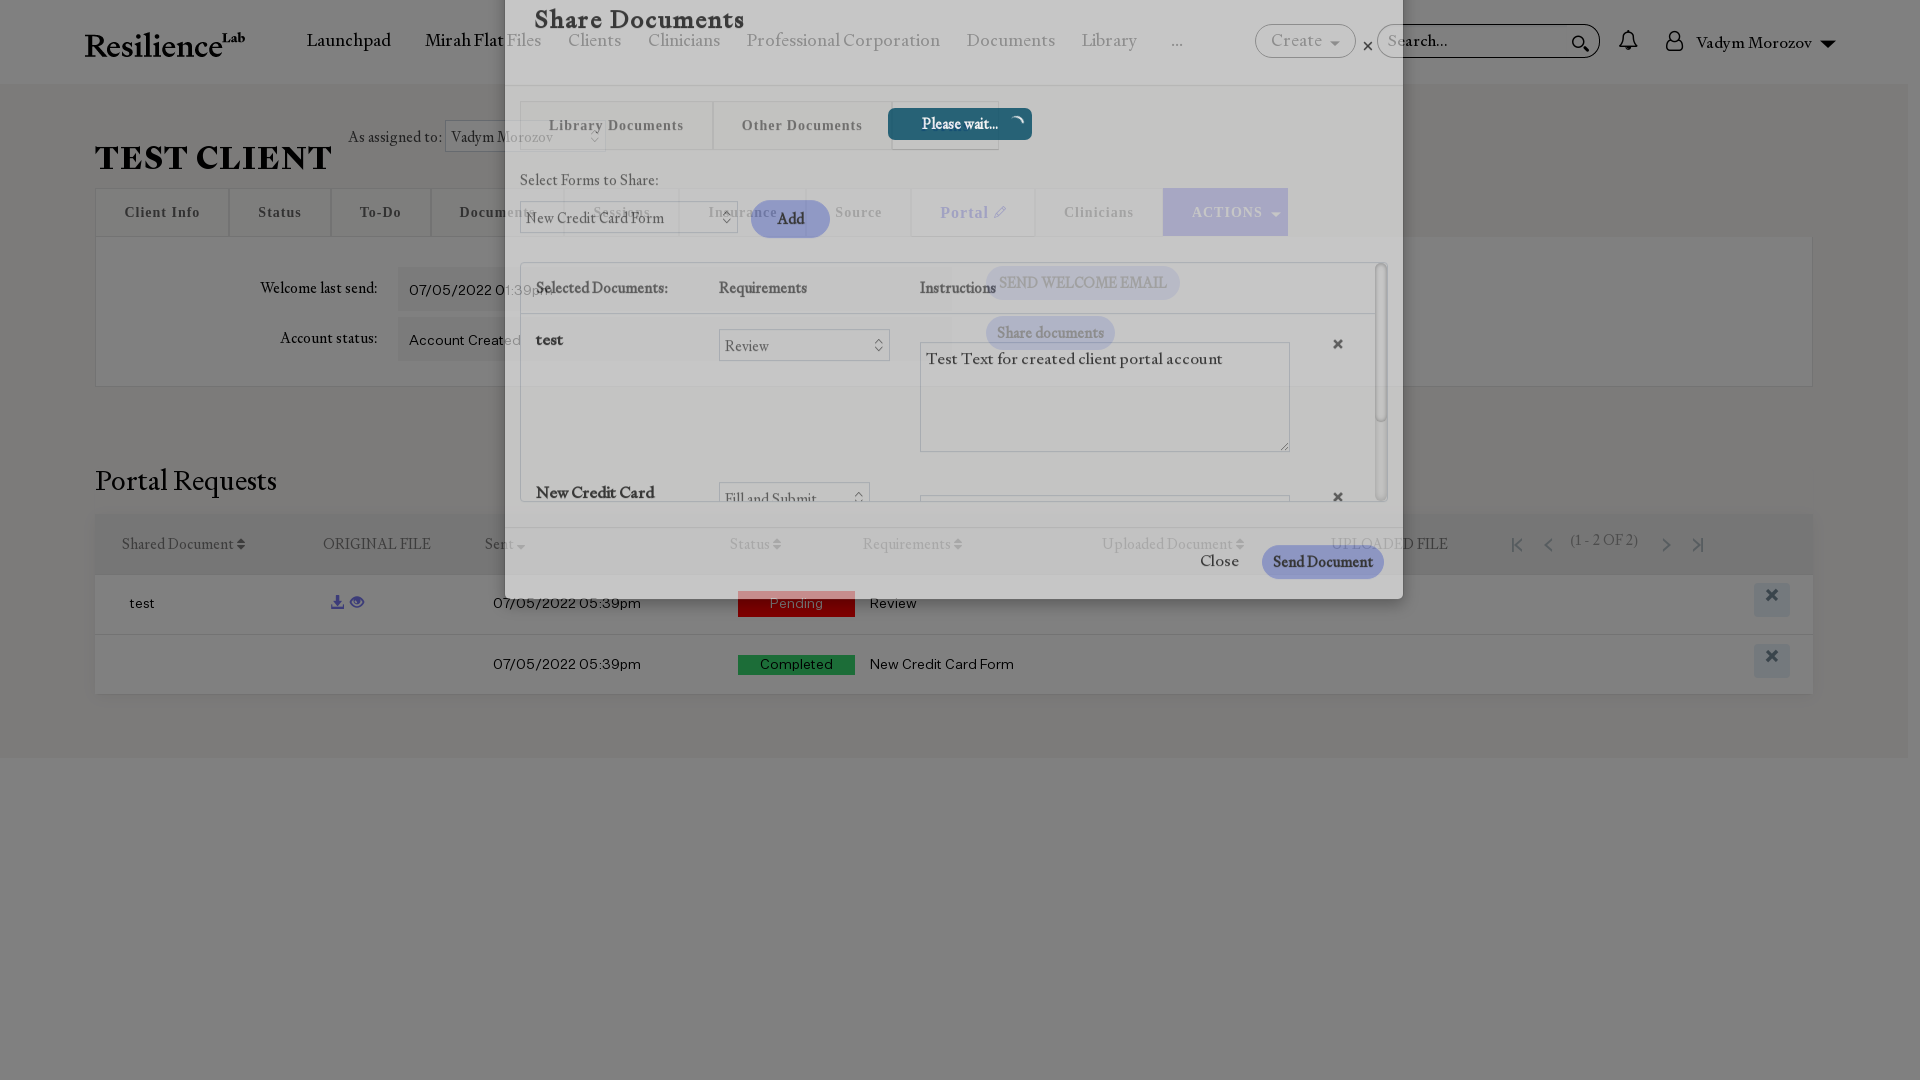 Share Documents
ResilienceLab
Launchpad
Mirah Flat Files
Clients
Clinicians
Professional Corporation
Documents
Library
...
Create
×
Search...
Vadym Morozov
Library Documents
Other Documents
Please wait...
TEST CLIENT
As assigned to: Vadym Morozov
Select Forms to Share:
New Credit Card Form
Add
Client Info
Status
To-Do
Documents
Sessions
Insurance
Source
Portal
Clinicians
ACTIONS
Welcome last send:
07/05/2022 01:39pm
SEND WELCOME EMAIL
Account status:
Account Created
Share documents
Selected Documents:
Requirements
Instructions
test
Review
Test Text for created client portal account
New Credit Card
Fill and Submit
Portal Requests
Close
Send Document
Shared Document
ORIGINAL FILE
Sent
Status
Requirements
Uploaded Document
UPLOADED FILE
(1 - 2 OF 2)
test
07/05/2022 05:39pm
Pending
Review
07/05/2022 05:39pm
Completed
New Credit Card Form